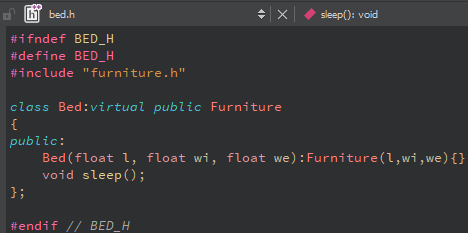 bed.h
sleep(): void
#ifndef BED_H
#define BED_H
#include "furniture.h"
class Bed:virtual public Furniture
{
public:
    Bed(float l, float wi, float we):Furniture(l,wi,we){}
    void sleep();
};
#endif // BED_H